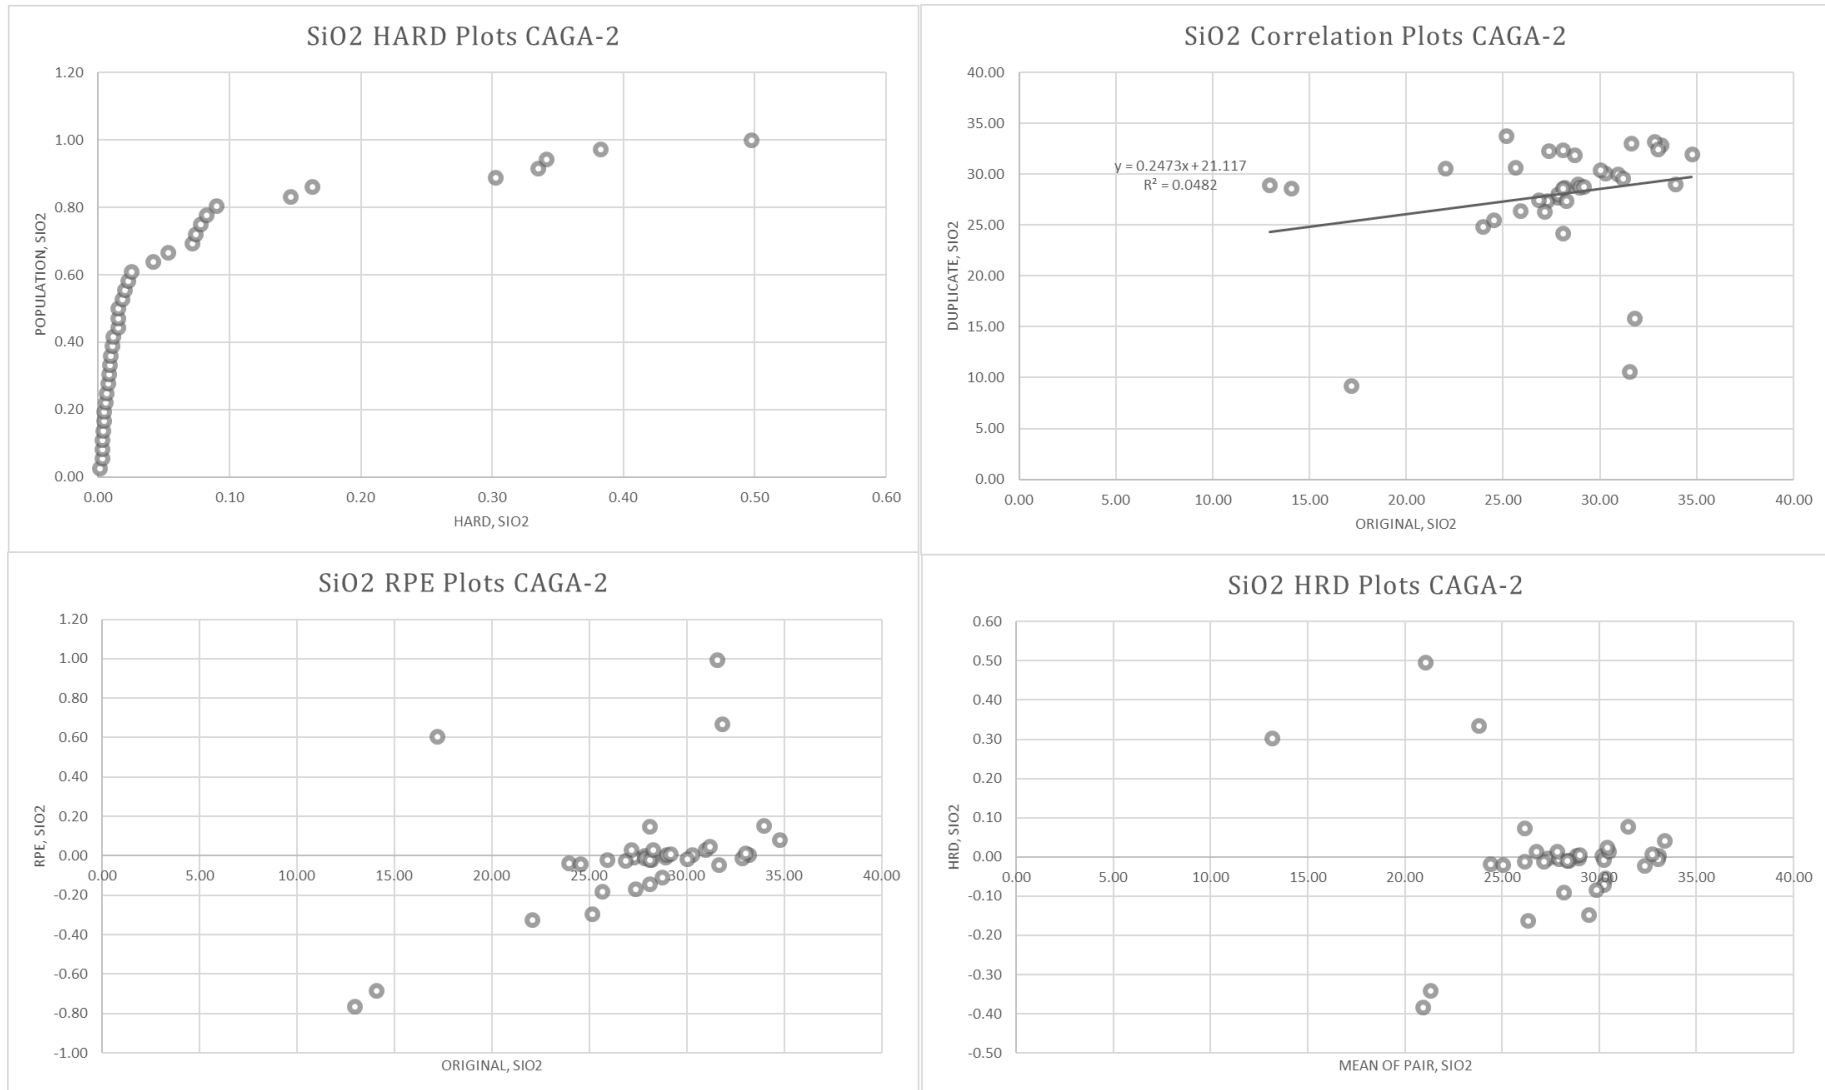 SiO2 HARD Plots CAGA-2
1.20
1.00
0.80
0.60
0.40
0.20
0.00
POPULATION, SIO2
0.00 0.10 0.20 0.30 0.40 0.50 0.60
HARD, SIO2
SiO2 Correlation Plots CAGA-2
40.00
35.00
30.00
25.00
20.00
15.00
10.00
5.00
0.00
DUPLICATE, SIO2
y = 0.2473x + 21.117
R² = 0.0482
0.00 5.00 10.00 15.00 20.00 25.00 30.00 35.00 40.00
ORIGINAL, SIO2
SiO2 RPE Plots CAGA-2
1.20
1.00
0.80
0.60
0.40
0.20
0.00
-0.20
-0.40
-0.60
-0.80
-1.00
RPE, SIO2
0.00 5.00 10.00 15.00 20.00 25.00 30.00 35.00 40.00
ORIGINAL, SIO2
SiO2 HRD Plots CAGA-2
0.60
0.50
0.40
0.30
0.20
0.10
0.00
-0.10
-0.20
-0.30
-0.40
-0.50
HRD, SIO2
0.00 5.00 10.00 15.00 20.00 25.00 30.00 35.00 40.00
MEAN OF PAIR, SIO2